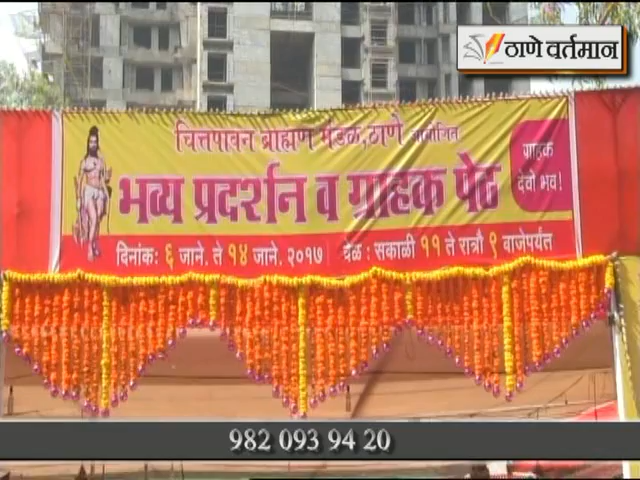 ठाणे वर्तमान
चित्तपावन ब्राह्मण मंडळ,ठाणे आयोजित
भव्य प्रदर्शन व ग्राहक पेठ
ग्राहक
देवो भव!
दिनांक: ६ जाने. ते १४ जाने. २०१७ वेळ : सकाळी ११ ते रात्रौ ९ वाजेपर्यंत
982 093 94 20